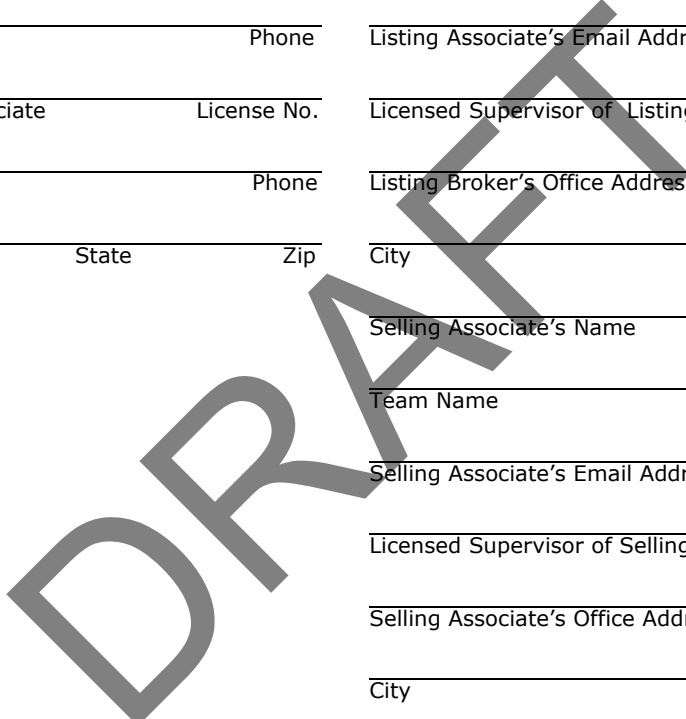 Phone Listing Associate’s Email Addr
ciate License No. Licensed Supervisor of Listing
Phone Listing Broker’s Office Addres
State Zip City
Selling Associate’s Name
Team Name
Selling Associate’s Email Addr
Licensed Supervisor of Selling
Selling Associate’s Office Addr
City
DRAFT